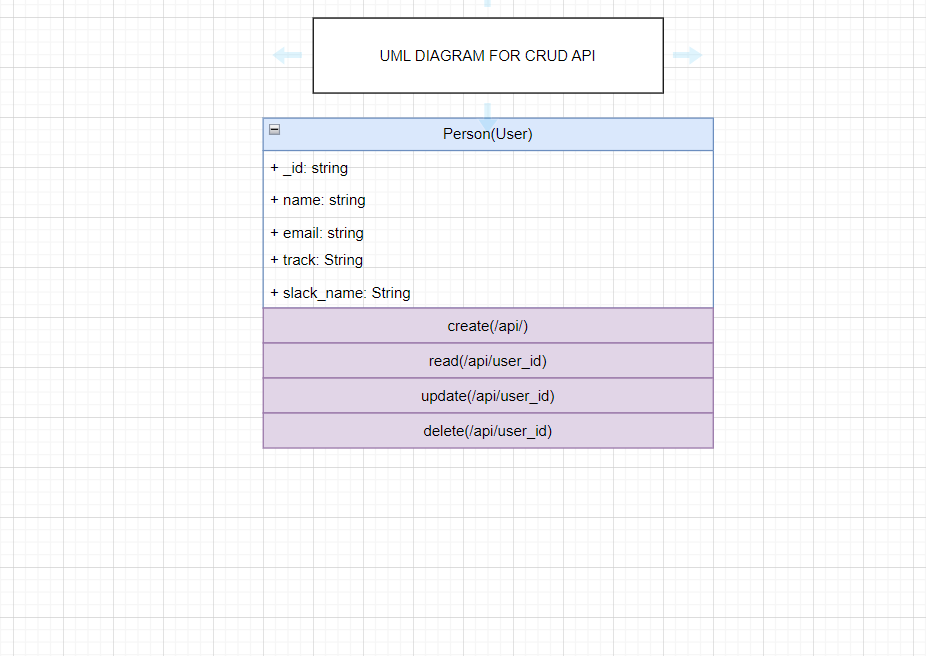 UML DIAGRAM FOR CRUD API
Person(User)
+ _id: string
+ name: string
+ email: string
+ track: String
+ slack_name: String
create(/api/)
read(/api/user_id)
update(/api/user_id)
delete(/api/user_id)